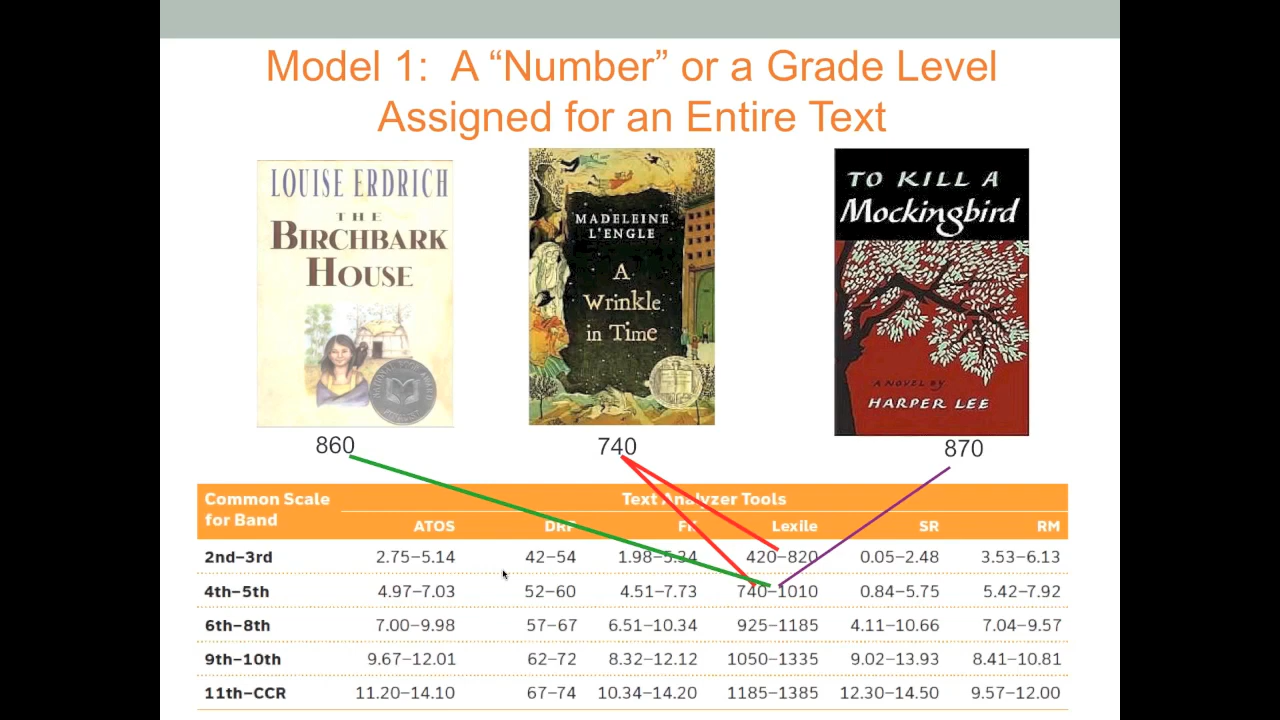 Model 1: A “Number” or a Grade Level
Assigned for an Entire Text
LOUISE ERDRICH
THE
BIRCHBARK
HOUSE
MADELEINE
L'ENGLE
A
Wrinkle
in Time
TO KILL A
Mockingbird
A NOVEL BY
HARPER LEE
860
740
870
Common Scale
for Band
Text Analyzer Tools
ATOS DRP FK Lexile SR RM
2nd–3rd 2.75–5.14 42–54 1.98–5.34 420–820 0.05–2.48 3.53–6.13
4th–5th 4.97–7.03 52–60 4.51–7.73 740–1010 0.84–5.75 5.42–7.92
6th–8th 7.00–9.98 57–67 6.51–10.34 925–1185 4.11–10.66 7.04–9.57
9th–10th 9.67–12.01 62–72 8.32–12.12 1050–1335 9.02–13.93 8.41–10.81
11th–CCR 11.20–14.10 67–74 10.34–14.20 1185–1385 12.30–14.50 9.57–12.00